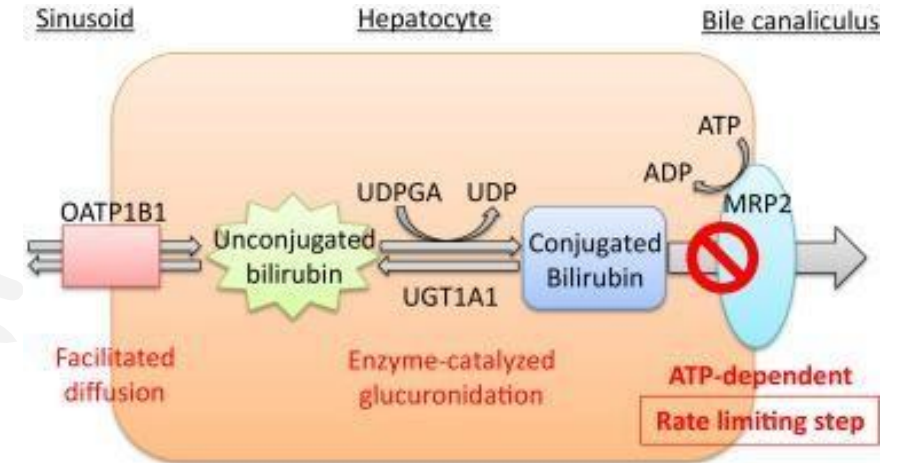 Sinusoid
Hepatocyte
Bile canaliculus
ATP
ADP
MRP2
UDPGA
UDP
OATP1B1
Unconjugated
bilirubin
Conjugated
Bilirubin
UGT1A1
Facilitated
diffusion
Enzyme-catalyzed
glucuronidation
ATP-dependent
Rate limiting step